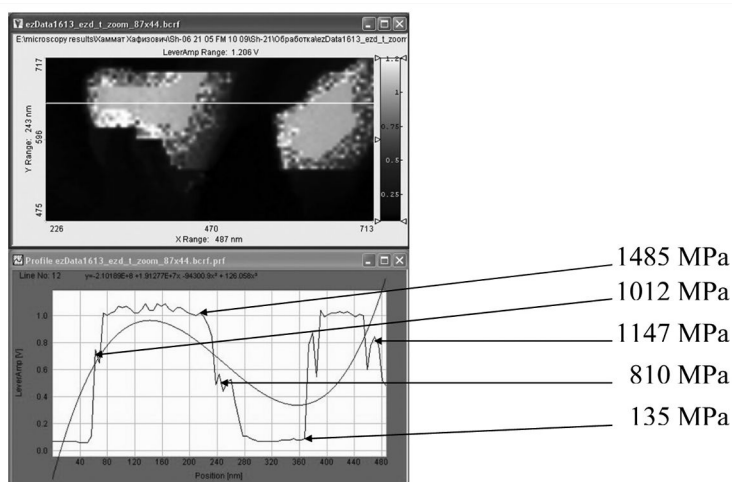 ezData1613_ezd_t_zoom_87x44.bcrf
E:\microscopy results\Хаммат Хафизович\Sh-06 21 05 FM 10 09\Sh-21\Обработка\ezData1613_ezd_t_zoom
LeverAmp Range: 1.206 V
717
596
475
Y Range: 243 nm
226
470
713
X Range: 487 nm
1.2
1
0.75
0.5
0.25
Profile ezData1613_ezd_t_zoom_87x44.bcrf.prf
Line No: 12
1.0
0.8
0.6
0.4
0.2
0.0
LeverAmp [V]
40 80 120 160 200 240 280 320 360 400 440 480
Position [nm]
1485 MPa
1012 MPa
1147 MPa
810 MPa
135 MPa